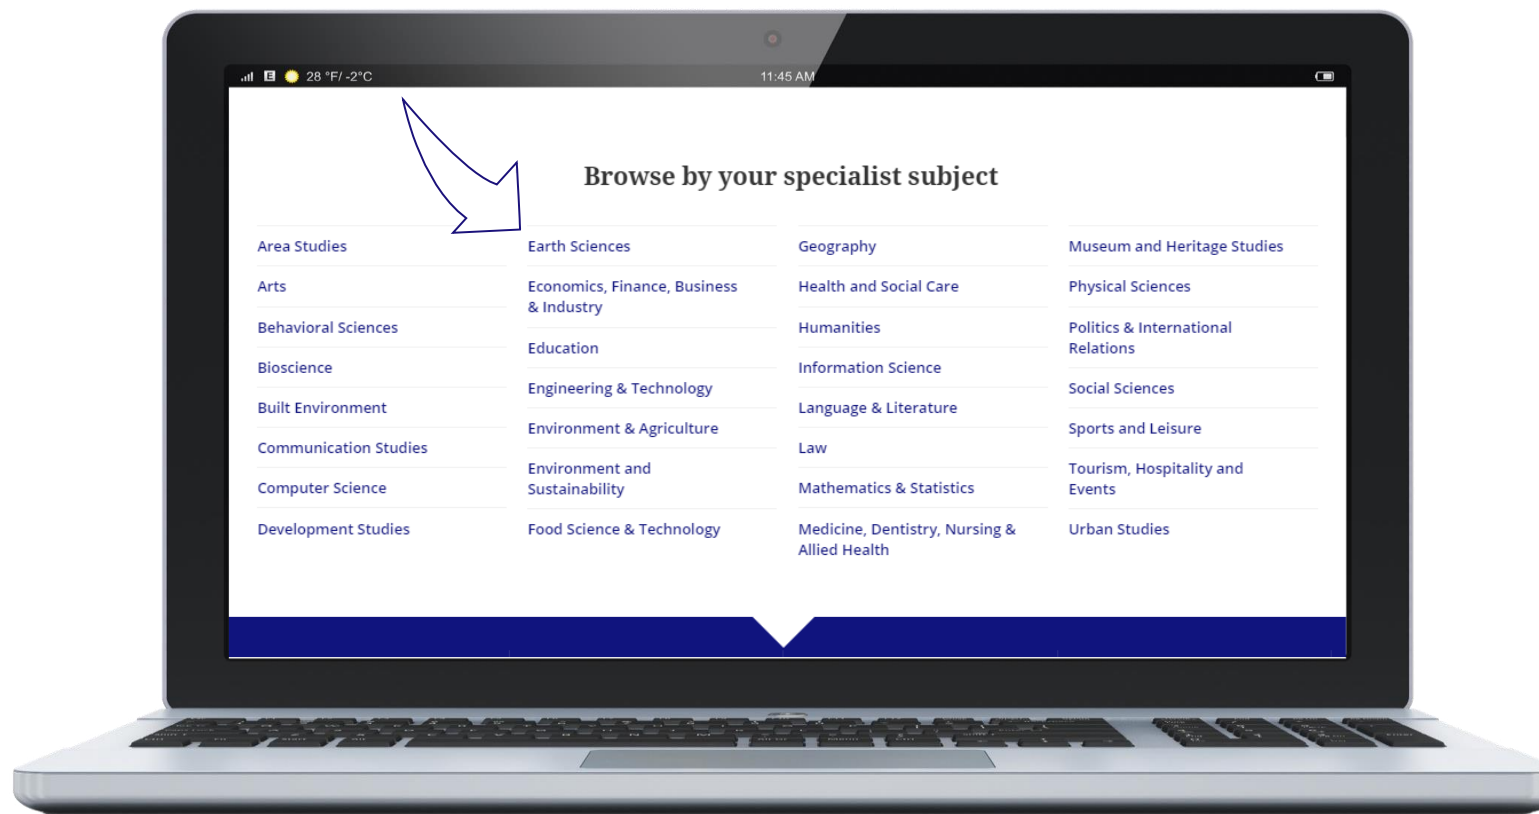 28 °F/ -2°C
11:45 AM
Browse by your specialist subject
Area Studies
Arts
Behavioral Sciences
Bioscience
Built Environment
Communication Studies
Computer Science
Development Studies
Earth Sciences
Economics, Finance, Business
& Industry
Education
Engineering & Technology
Environment & Agriculture
Environment and
Sustainability
Food Science & Technology
Geography
Health and Social Care
Humanities
Information Science
Language & Literature
Law
Mathematics & Statistics
Medicine, Dentistry, Nursing &
Allied Health
Museum and Heritage Studies
Physical Sciences
Politics & International
Relations
Social Sciences
Sports and Leisure
Tourism, Hospitality and
Events
Urban Studies